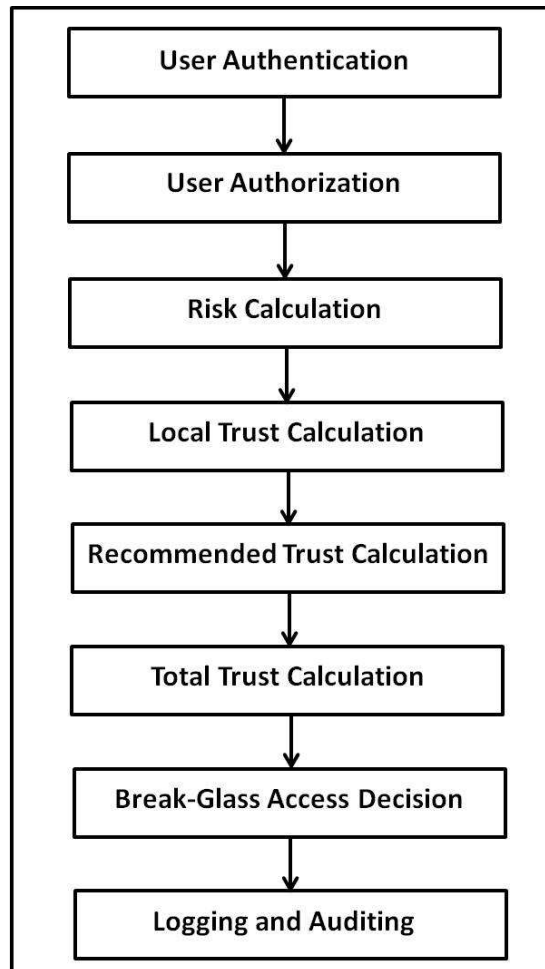 User Authentication
User Authorization
Risk Calculation
Local Trust Calculation
Recommended Trust Calculation
Total Trust Calculation
Break-Glass Access Decision
Logging and Auditing